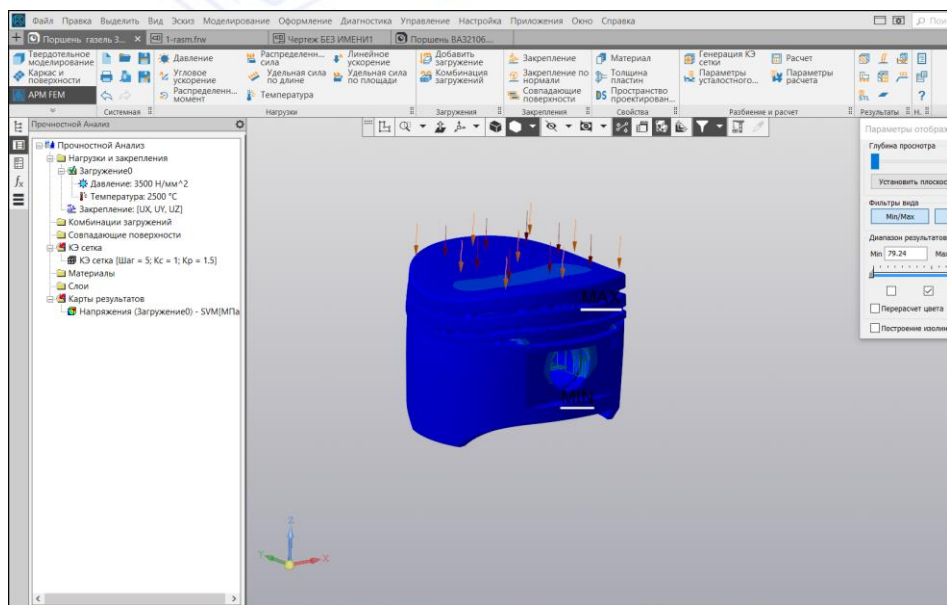 Файл Правка Выделить Вид Эскиз Моделирование Оформление Диагностика Управление Настройка Приложения Окно Справка
Пои
Поршень газель 3...
1-rasm.frw
Чертеж БЕЗ ИМЕНИ1
Поршень ВАЗ2106...
Твердотельное моделирование
Каркас и поверхности
APM FEM
Системная
Давление
Угловое ускорение
Распределенн... момент
Распределенн... сила
Удельная сила по длине
Температура
Линейное ускорение
Удельная сила по площади
Нагрузки
Добавить загружение
Комбинация загружений
Загружения
Закрепление
Закрепление по нормали
Совпадающие поверхности
Закрепления
Материал
Толщина пластин
DS Пространство проектирован...
Свойства
Генерация КЭ сетки
Параметры усталостного...
Расчет
Параметры расчета
Разбиение и расчет
Результаты
Н.
?
Прочностной Анализ
Прочностной Анализ
Нагрузки и закрепления
Загружение0
Давление: 3500 Н/мм^2
Температура: 2500 °C
Закрепление: [UX, UY, UZ]
Комбинации загружений
Совпадающие поверхности
КЭ сетка
КЭ сетка [Шаг = 5; Кс = 1; Кр = 1.5]
Материалы
Слои
Карты результатов
Напряжения (Загружение0) - SVM[МПа
fx
MAX
MIN
Z
Y
X
Параметры отображ
Глубина просмотра
Установить плоскос
Фильтры вида
Min/Max
Диапазон результатов
Min 79.24 Max
Перерасчет цвета
Построение изолин